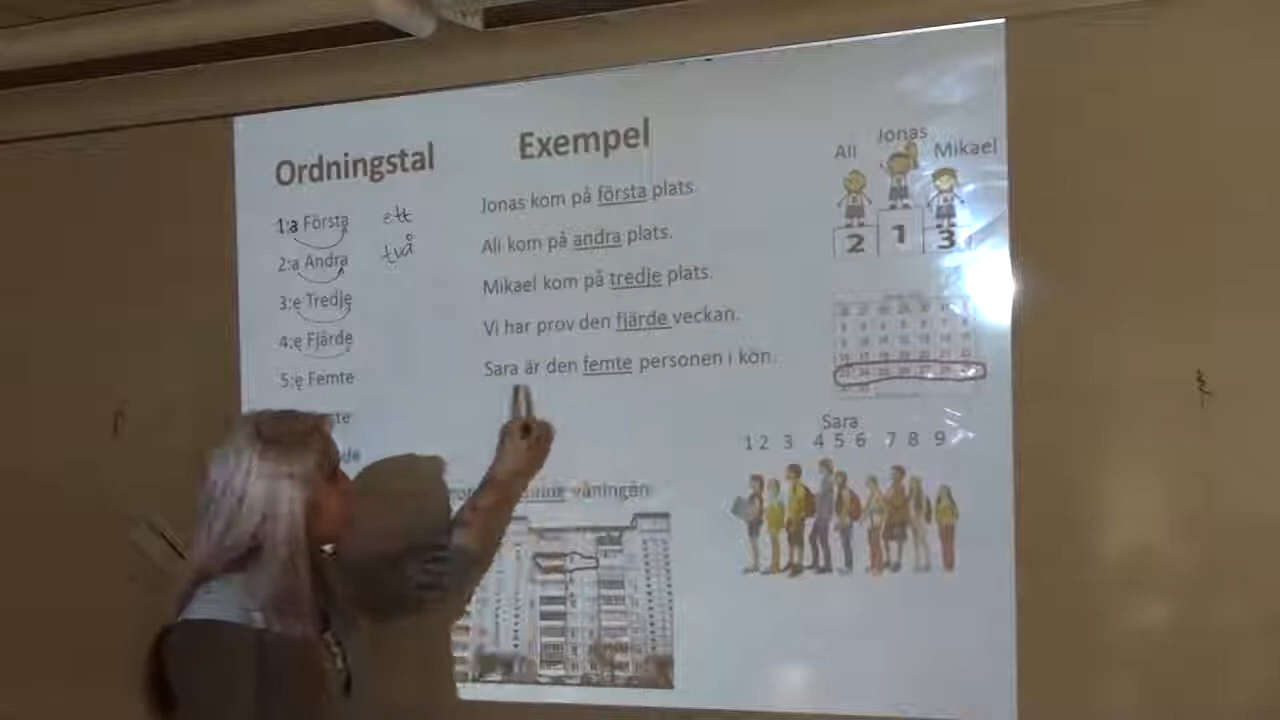 Ordningstal
1:a Första ett
2:a Andra två
3:e Tredje
4:e Fjärde
5:e Femte
Exempel
Jonas kom på första plats.
Ali kom på andra plats.
Mikael kom på tredje plats.
Vi har prov den fjärde veckan.
Sara är den femte personen i kön.
våningen
Ali Jonas Mikael
2 1 3
Sara
1 2 3 4 5 6 7 8 9